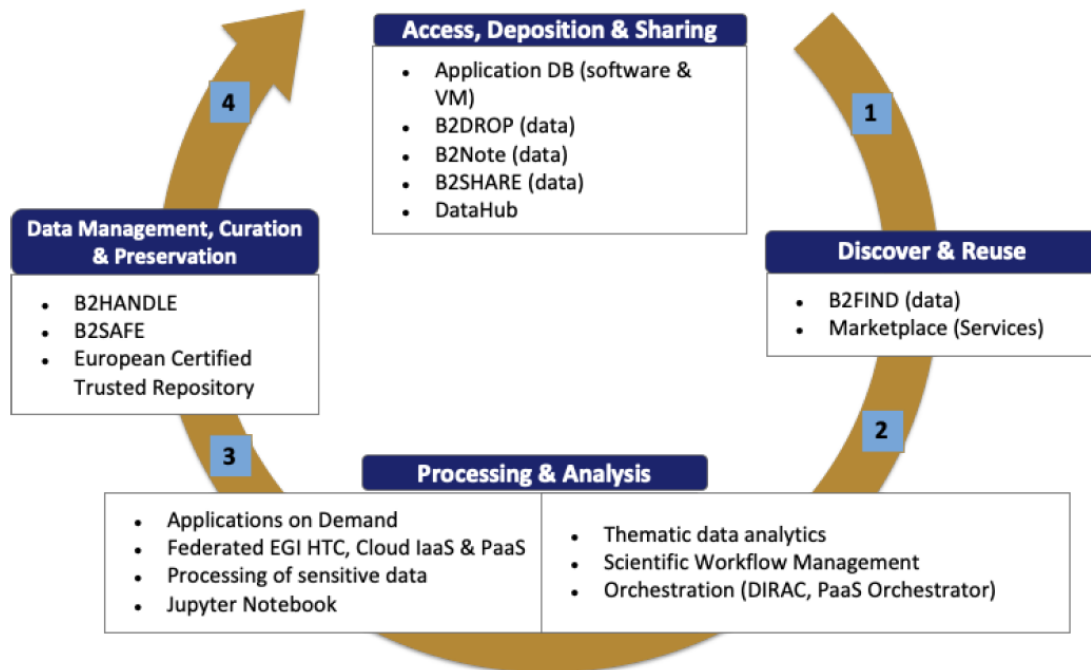 Access, Deposition & Sharing
• Application DB (software &
VM)
• B2DROP (data)
• B2Note (data)
• B2SHARE (data)
• DataHub
1
Discover & Reuse
• B2FIND (data)
• Marketplace (Services)
2
Processing & Analysis
• Applications on Demand
• Federated EGI HTC, Cloud IaaS & PaaS
• Processing of sensitive data
• Jupyter Notebook
• Thematic data analytics
• Scientific Workflow Management
• Orchestration (DIRAC, PaaS Orchestrator)
3
Data Management, Curation
& Preservation
• B2HANDLE
• B2SAFE
• European Certified
Trusted Repository
4